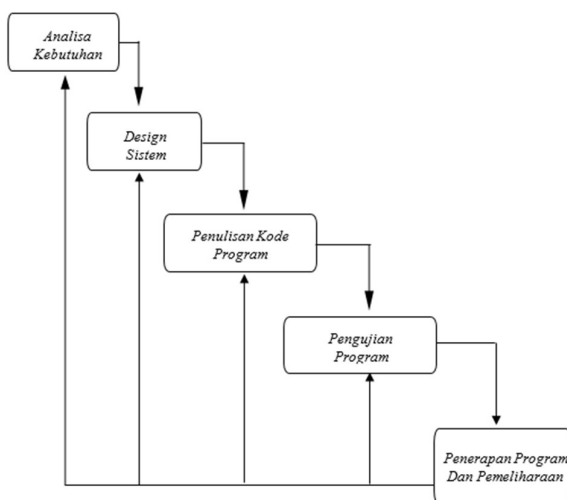 Analisa
Kebutuhan
Design
Sistem
Penulisan Kode
Program
Pengujian
Program
Penerapan Program
Dan Pemeliharaan